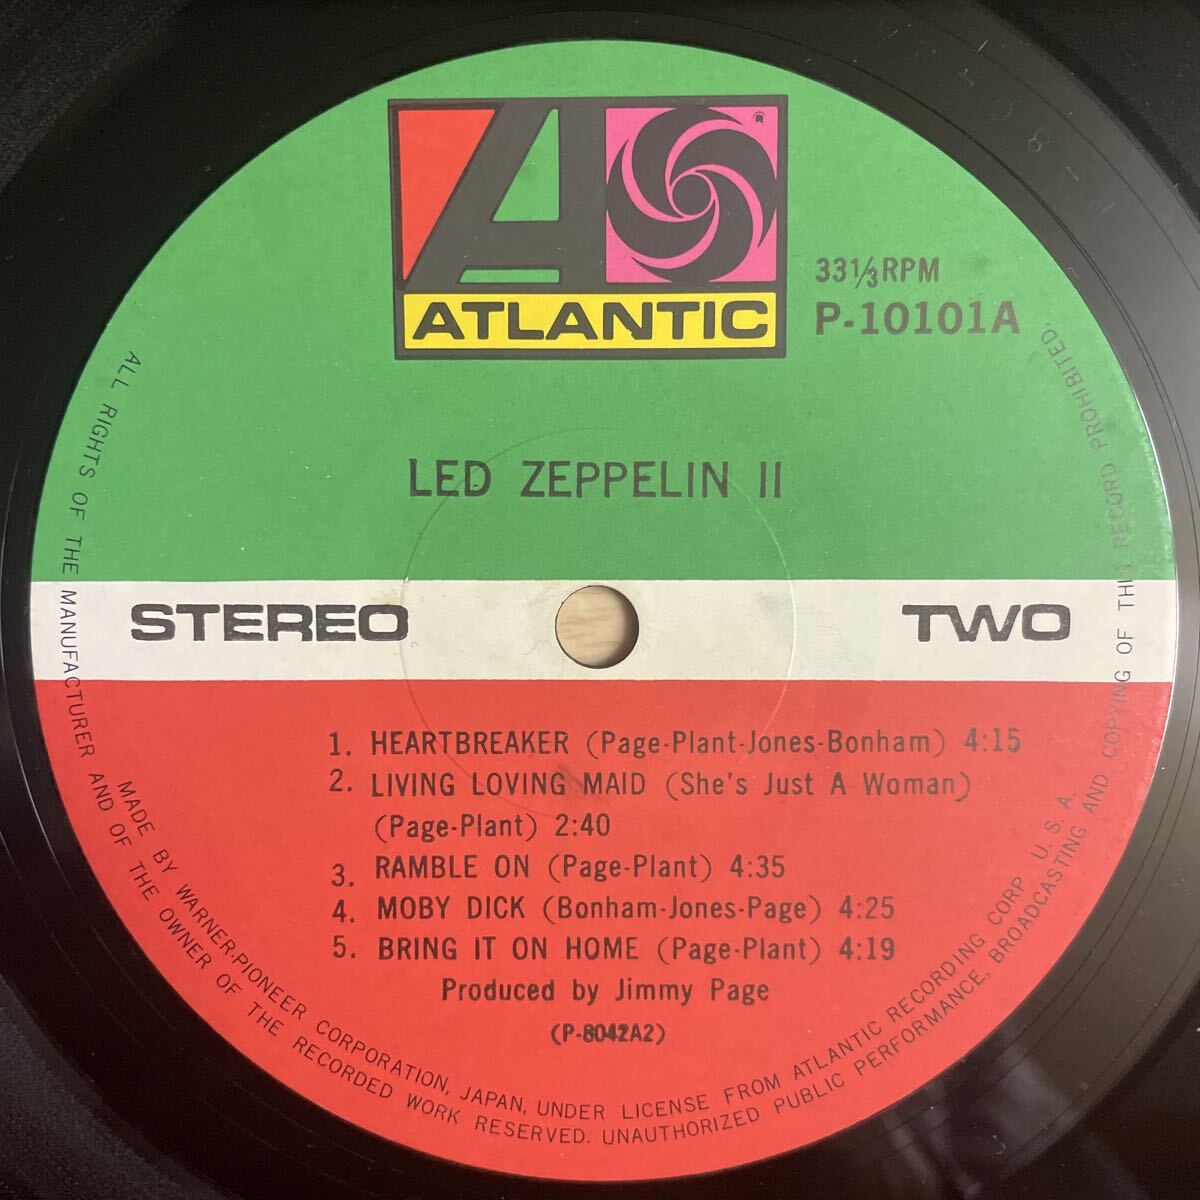 ATLANTIC
33⅓RPM
P-10101A
LED ZEPPELIN II
STEREO
TWO
1. HEARTBREAKER (Page-Plant-Jones-Bonham) 4:15
2. LIVING LOVING MAID (She's Just A Woman)
(Page-Plant) 2:40
3. RAMBLE ON (Page-Plant) 4:35
4. MOBY DICK (Bonham-Jones-Page) 4:25
5. BRING IT ON HOME (Page-Plant) 4:19
Produced by Jimmy Page
(P-8042A2)
MADE BY WARNER-PIONEER CORPORATION, JAPAN, UNDER LICENSE FROM ATLANTIC RECORDING CORP. U.S.A.
ALL RIGHTS OF THE MANUFACTURER AND OF THE OWNER OF THE RECORDED WORK RESERVED. UNAUTHORIZED PUBLIC PERFORMANCE, BROADCASTING AND COPYING OF THIS RECORD PROHIBITED.